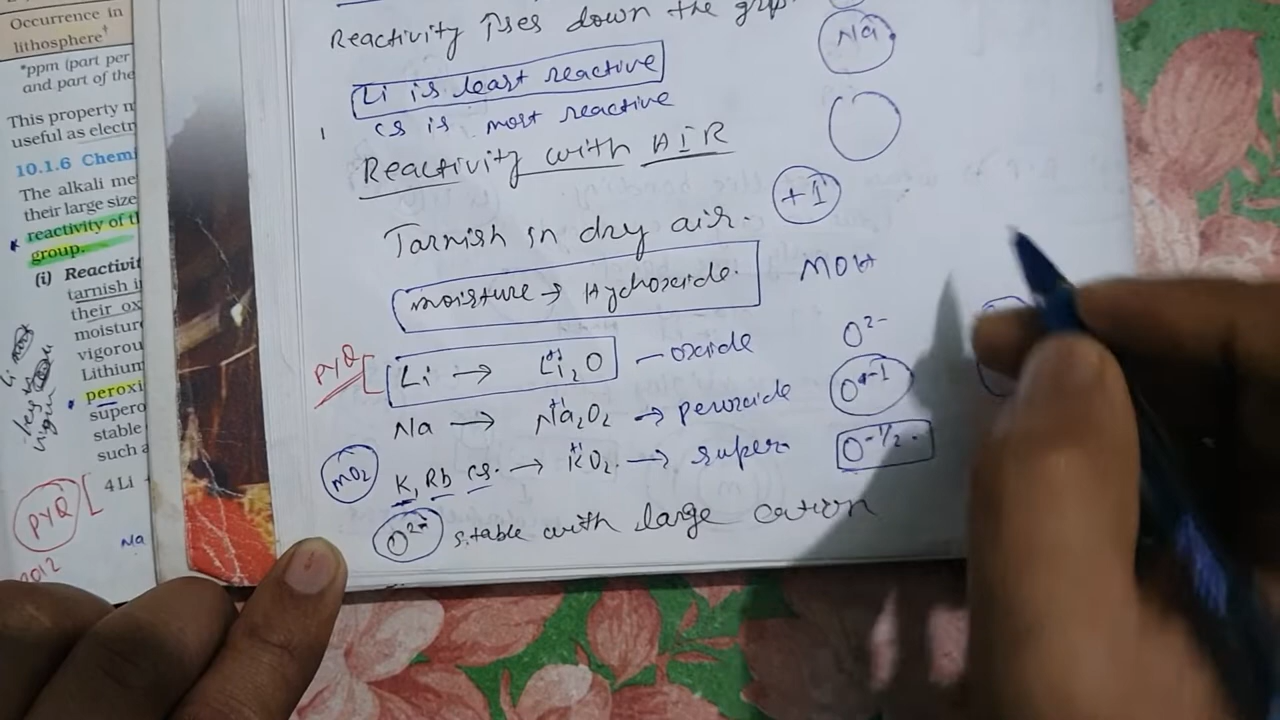 Occurrence in
lithosphere†
*ppm (part per
and part of the
This property m
useful as electr
10.1.6 Chemi
The alkali me
their large size
reactivity of t
group.
(i) Reactivit
tarnish i
their ox
moistur
vigorou
Lithium
peroxi
supero
stable
such a
4Li
PYQ
Na
2012
Reactivity ↑ses down the grp.
Na
Li is least reactive
Cs is most reactive
Reactivity with AIR
Tarnish in dry air.
+1
moisture → Hydroxide.
MOH
PYQ
Li → Li₂O — oxide
O²⁻
Na → Na₂O₂ → peroxide
O⁻¹
mO₂
K, Rb Cs. → KO₂. → super
O⁻¹/².
stable with large cation